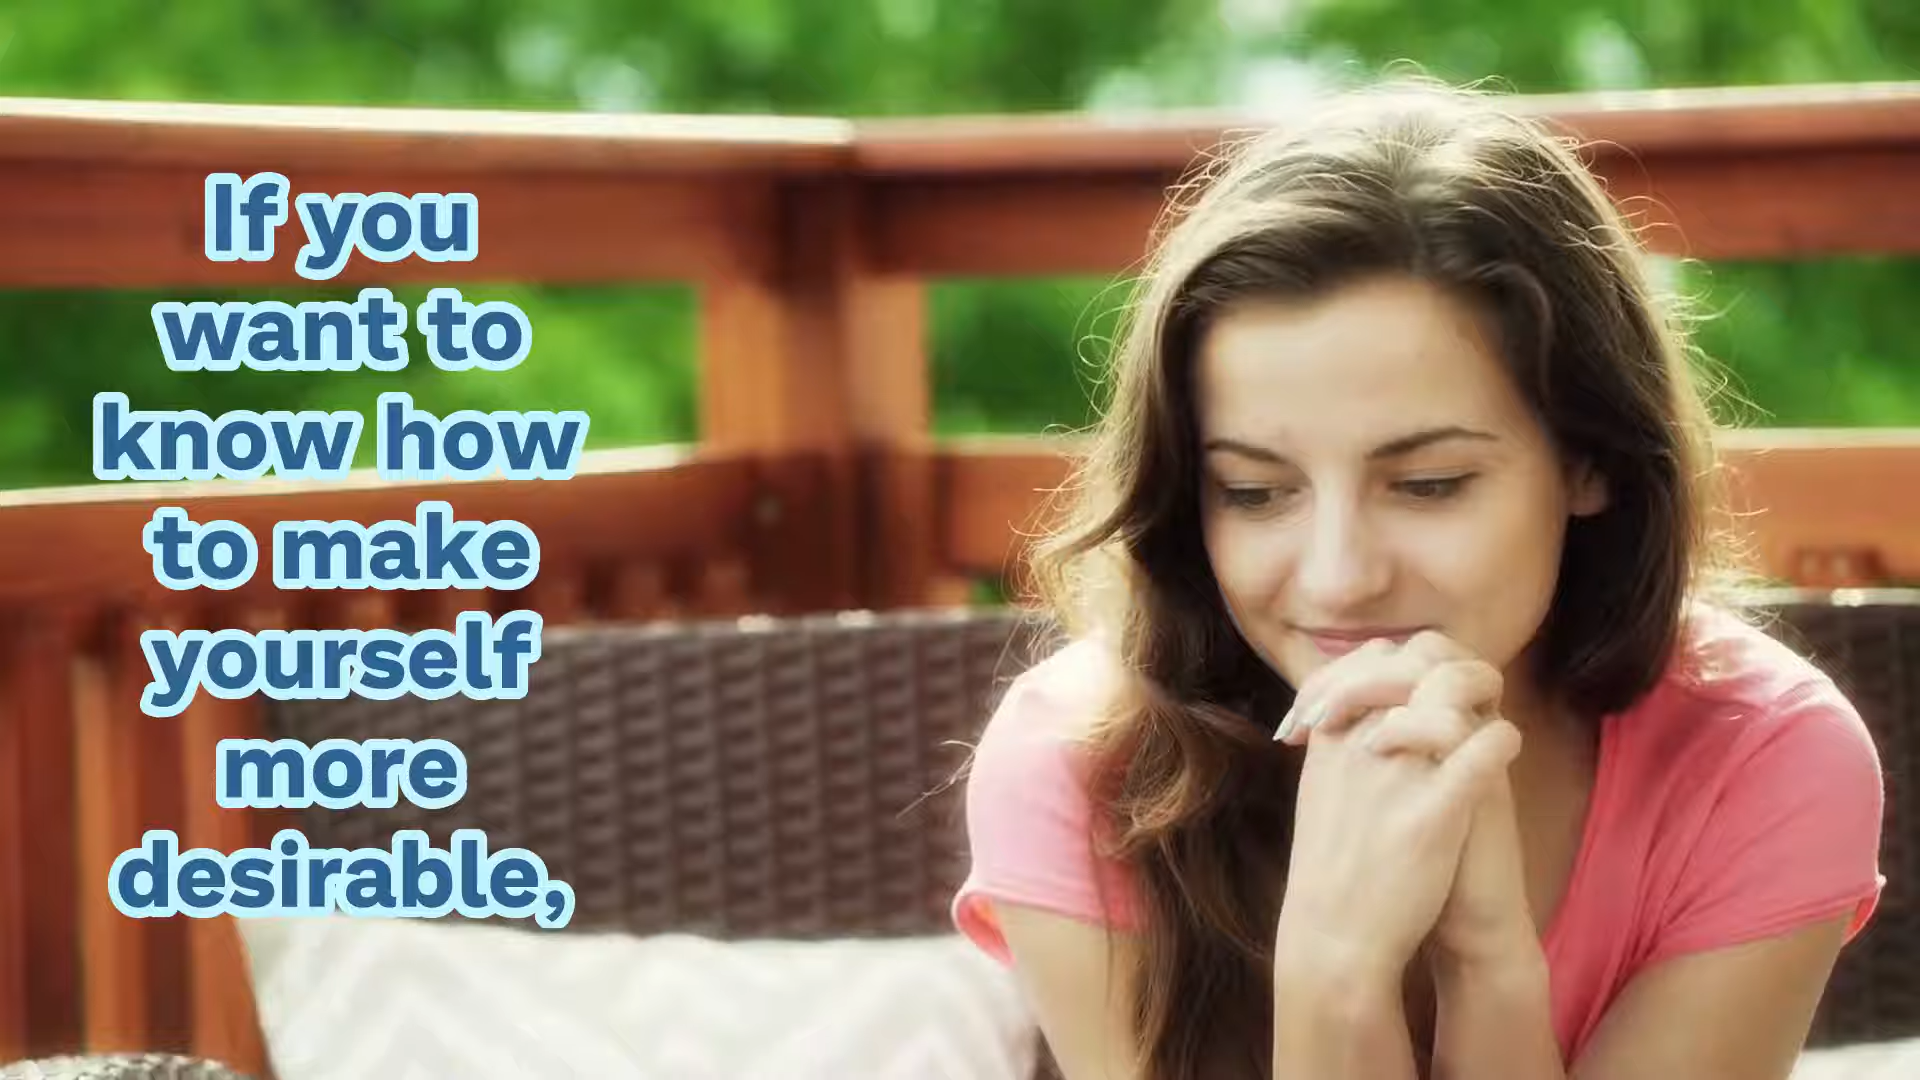 If you
want to
know how
to make
yourself
more
desirable,